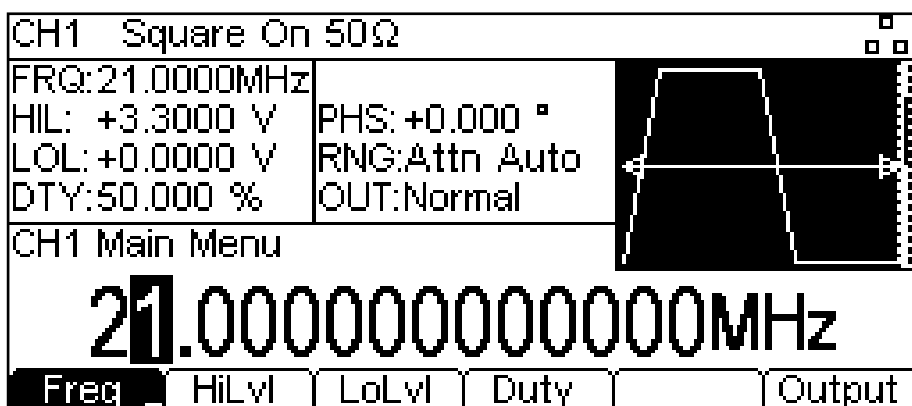 CH1 Square On 50Ω
FRQ:21.0000MHz
HIL: +3.3000 V
LOL:+0.0000 V
DTY:50.000 %
PHS:+0.000 °
RNG:Attn Auto
OUT:Normal
CH1 Main Menu
21.000000000000MHz
Freq HiLvl LoLvl Duty Output